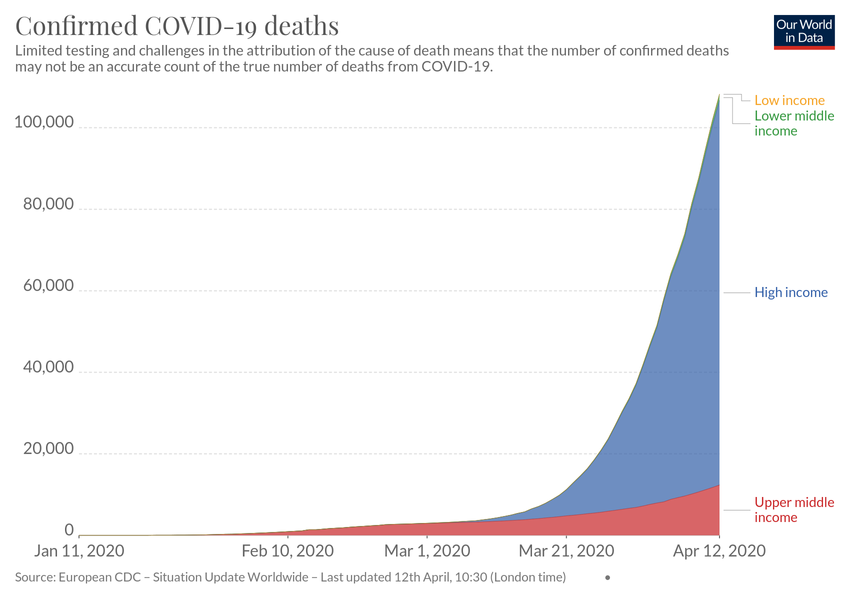 Confirmed COVID-19 deaths
Our World
in Data
Limited testing and challenges in the attribution of the cause of death means that the number of confirmed deaths
may not be an accurate count of the true number of deaths from COVID-19.
100,000
80,000
60,000
40,000
20,000
0
Low income
Lower middle
income
High income
Upper middle
income
Jan 11, 2020
Feb 10, 2020
Mar 1, 2020
Mar 21, 2020
Apr 12, 2020
Source: European CDC – Situation Update Worldwide – Last updated 12th April, 10:30 (London time) •